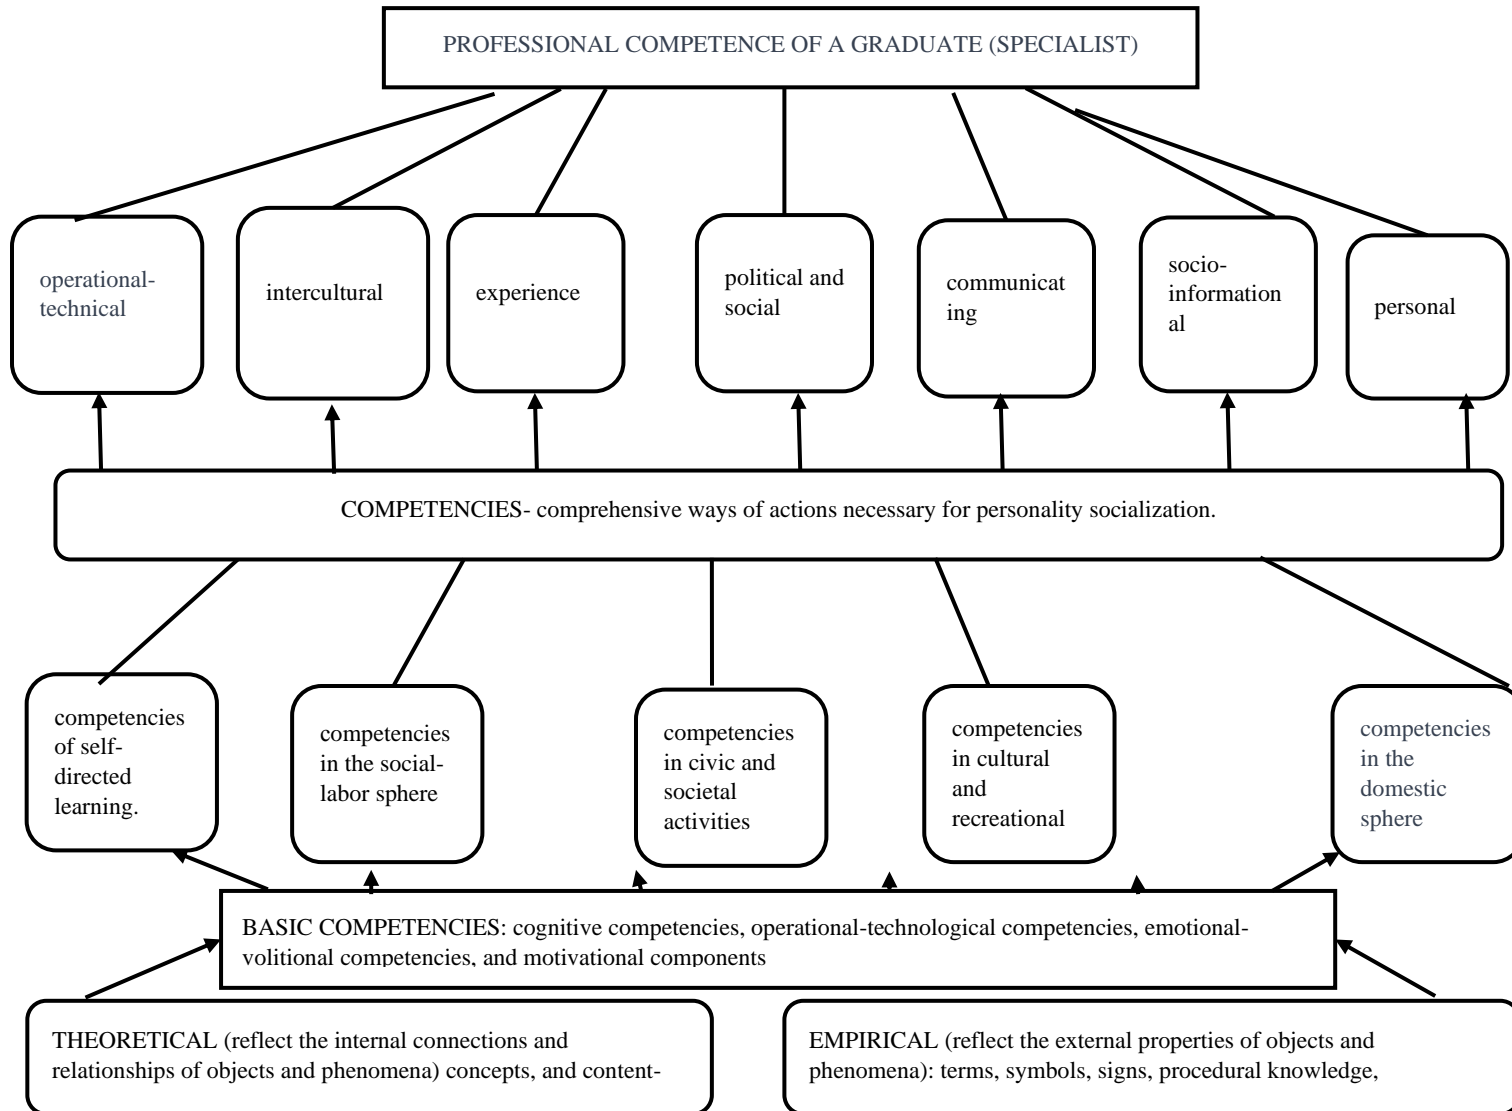 PROFESSIONAL COMPETENCE OF A GRADUATE (SPECIALIST)
operational-
technical
intercultural
experience
political and
social
communicat
ing
socio-
information
al
personal
COMPETENCIES- comprehensive ways of actions necessary for personality socialization.
competencies
of self-
directed
learning.
competencies
in the social-
labor sphere
competencies
in civic and
societal
activities
competencies
in cultural
and
recreational
competencies
in the
domestic
sphere
BASIC COMPETENCIES: cognitive competencies, operational-technological competencies, emotional-
volitional competencies, and motivational components
THEORETICAL (reflect the internal connections and
relationships of objects and phenomena) concepts, and content-
EMPIRICAL (reflect the external properties of objects and
phenomena): terms, symbols, signs, procedural knowledge,